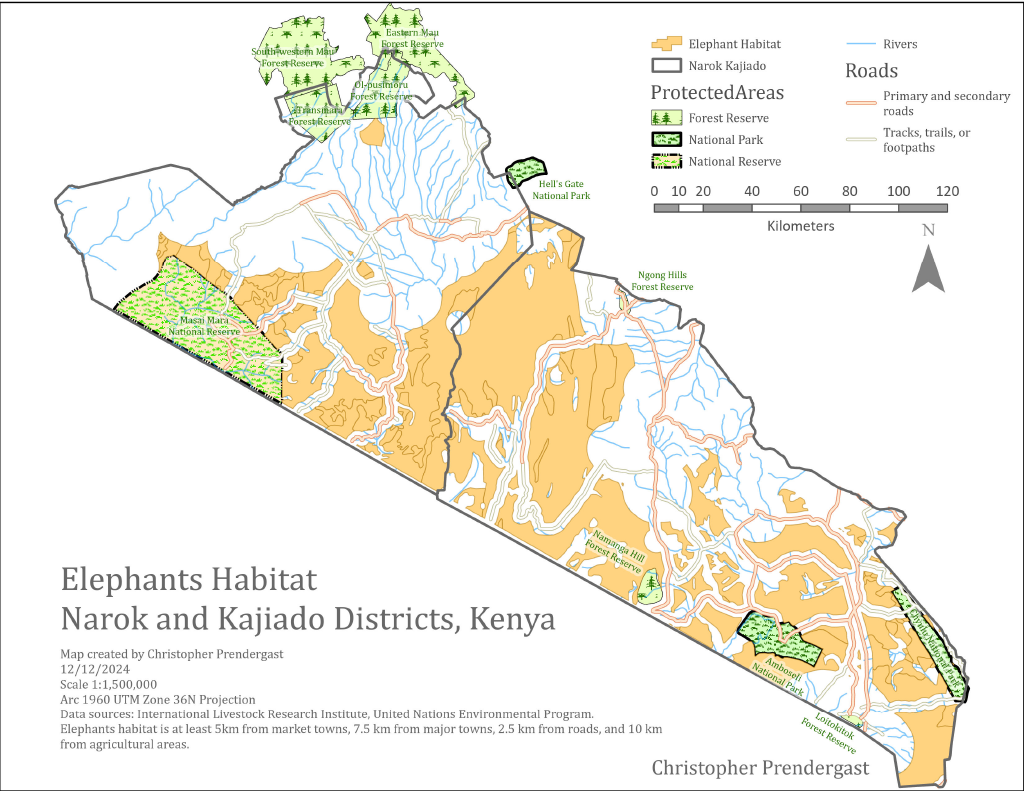 South-western Mau
Forest Reserve
Eastern Mau
Forest Reserve
Ol-pusimoru
Forest Reserve
Transmara
Forest Reserve
Hell's Gate
National Park
Ngong Hills
Forest Reserve
Masai Mara
National Reserve
Namanga Hill
Forest Reserve
Amboseli
National Park
Chyulu National Park
Loitokitok
Forest Reserve
Elephant Habitat
Narok Kajiado
ProtectedAreas
Forest Reserve
National Park
National Reserve
Rivers
Roads
Primary and secondary
roads
Tracks, trails, or
footpaths
0 10 20 40 60 80 100 120
Kilometers
N
Elephants Habitat
Narok and Kajiado Districts, Kenya
Map created by Christopher Prendergast
12/12/2024
Scale 1:1,500,000
Arc 1960 UTM Zone 36N Projection
Data sources: International Livestock Research Institute, United Nations Environmental Program.
Elephants habitat is at least 5km from market towns, 7.5 km from major towns, 2.5 km from roads, and 10 km
from agricultural areas.
Christopher Prendergast